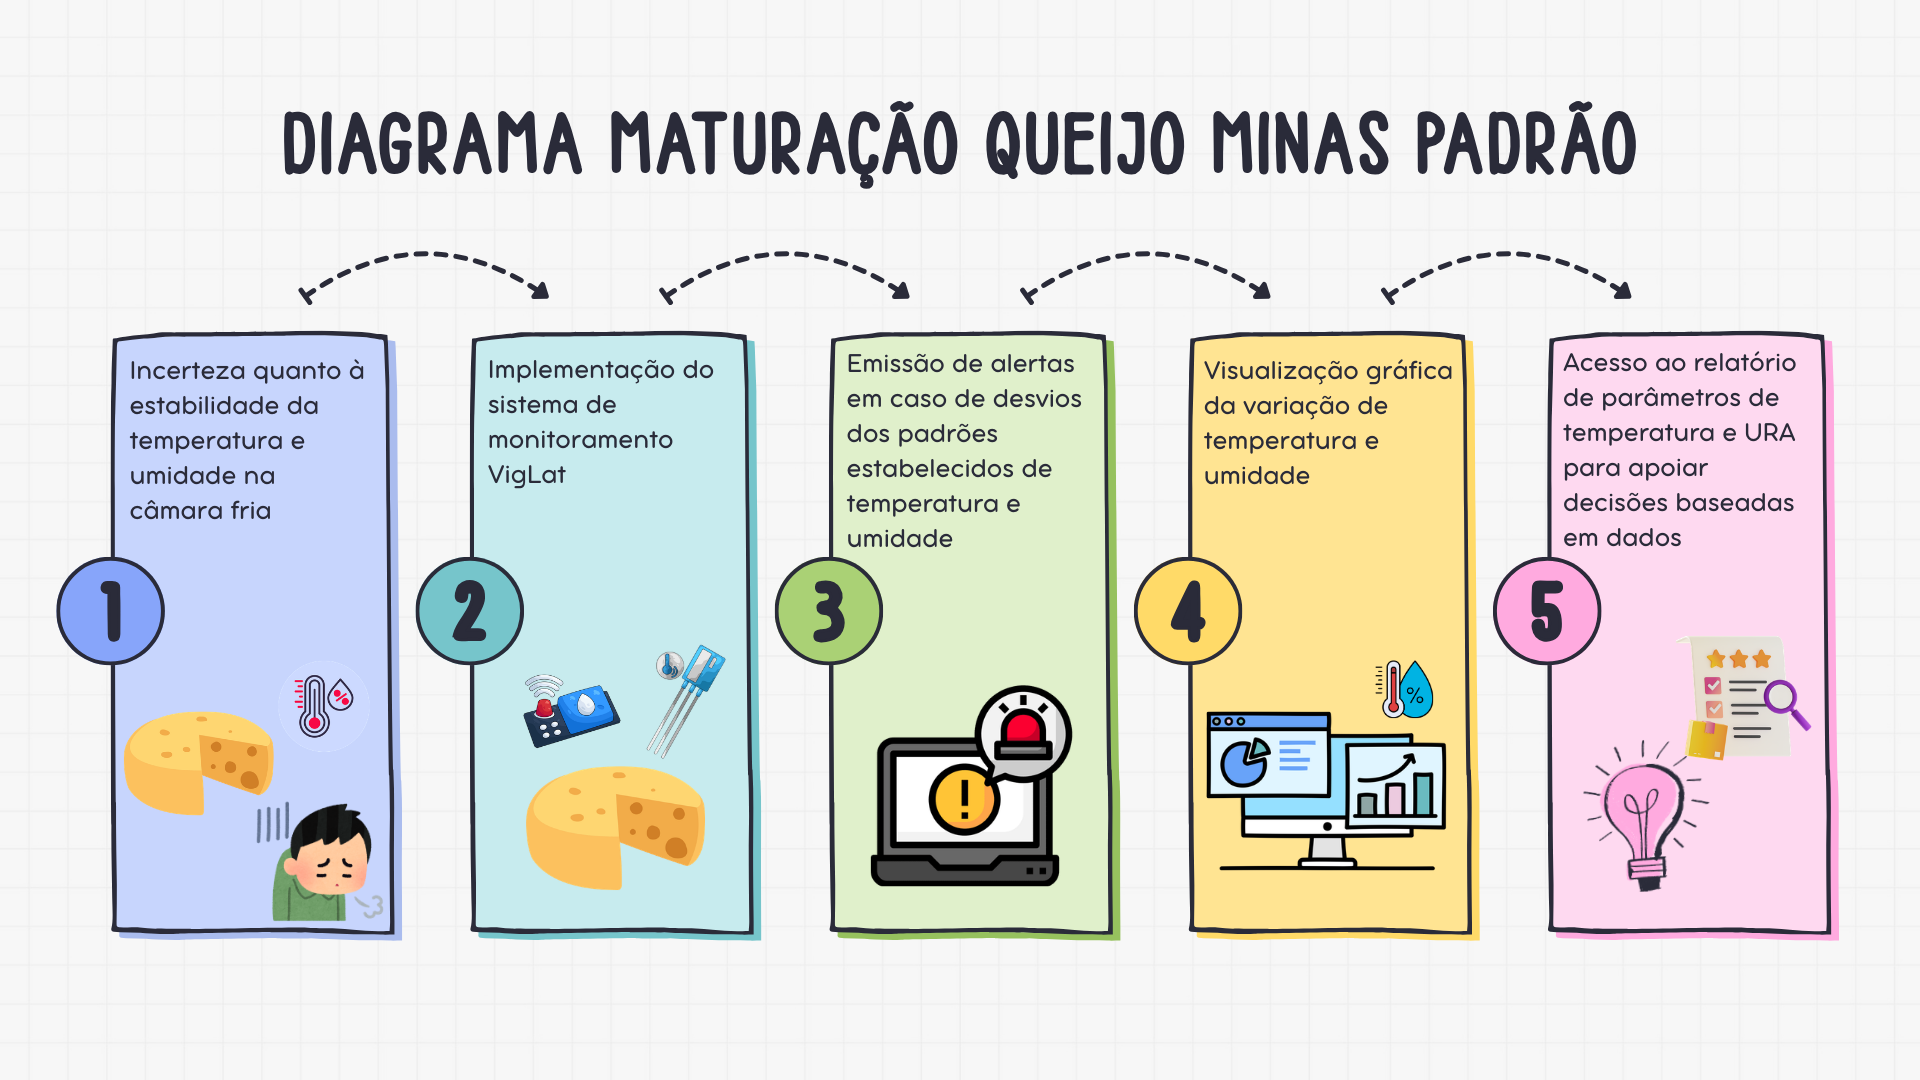 DIAGRAMA MATURAÇÃO QUEIJO MINAS PADRÃO
Incerteza quanto à
estabilidade da
temperatura e
umidade na
câmara fria
1
Implementação do
sistema de
monitoramento
VigLat
2
Emissão de alertas
em caso de desvios
dos padrões
estabelecidos de
temperatura e
umidade
3
!
Visualização gráfica
da variação de
temperatura e
umidade
4
%
Acesso ao relatório
de parâmetros de
temperatura e URA
para apoiar
decisões baseadas
em dados
5